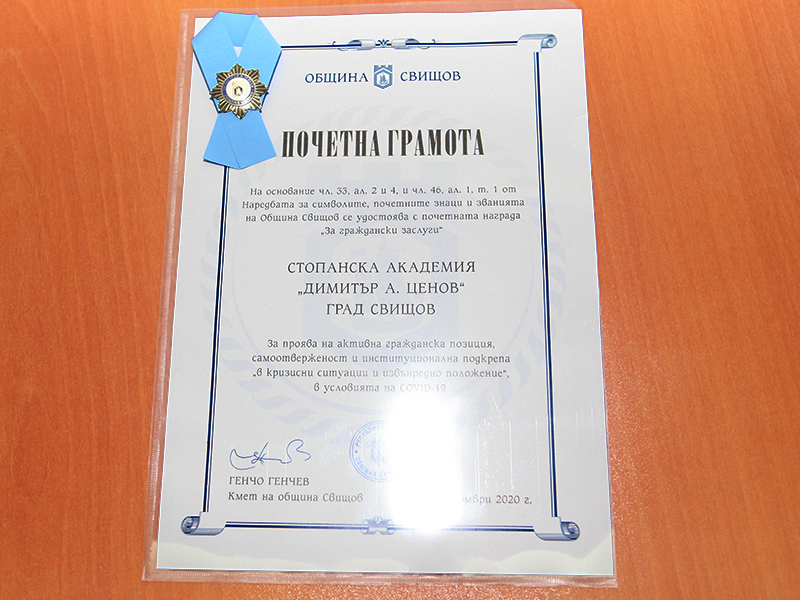 ОБЩИНА СВИЩОВ
ПОЧЕТНА ГРАМОТА
На основание чл. 33, ал. 2 и 4, и чл. 46, ал. 1, т. 1 от
Наредбата за символите, почетните знаци и званията
на Община Свищов се удостоява с почетната награда
„За граждански заслуги“
СТОПАНСКА АКАДЕМИЯ
„ДИМИТЪР А. ЦЕНОВ“
ГРАД СВИЩОВ
За проява на активна гражданска позиция,
самоотверженост и институционална подкрепа
„в кризисни ситуации и извънредно положение“,
в условията на COVID-19
ГЕНЧО ГЕНЧЕВ
Кмет на община Свищов
2020 г.